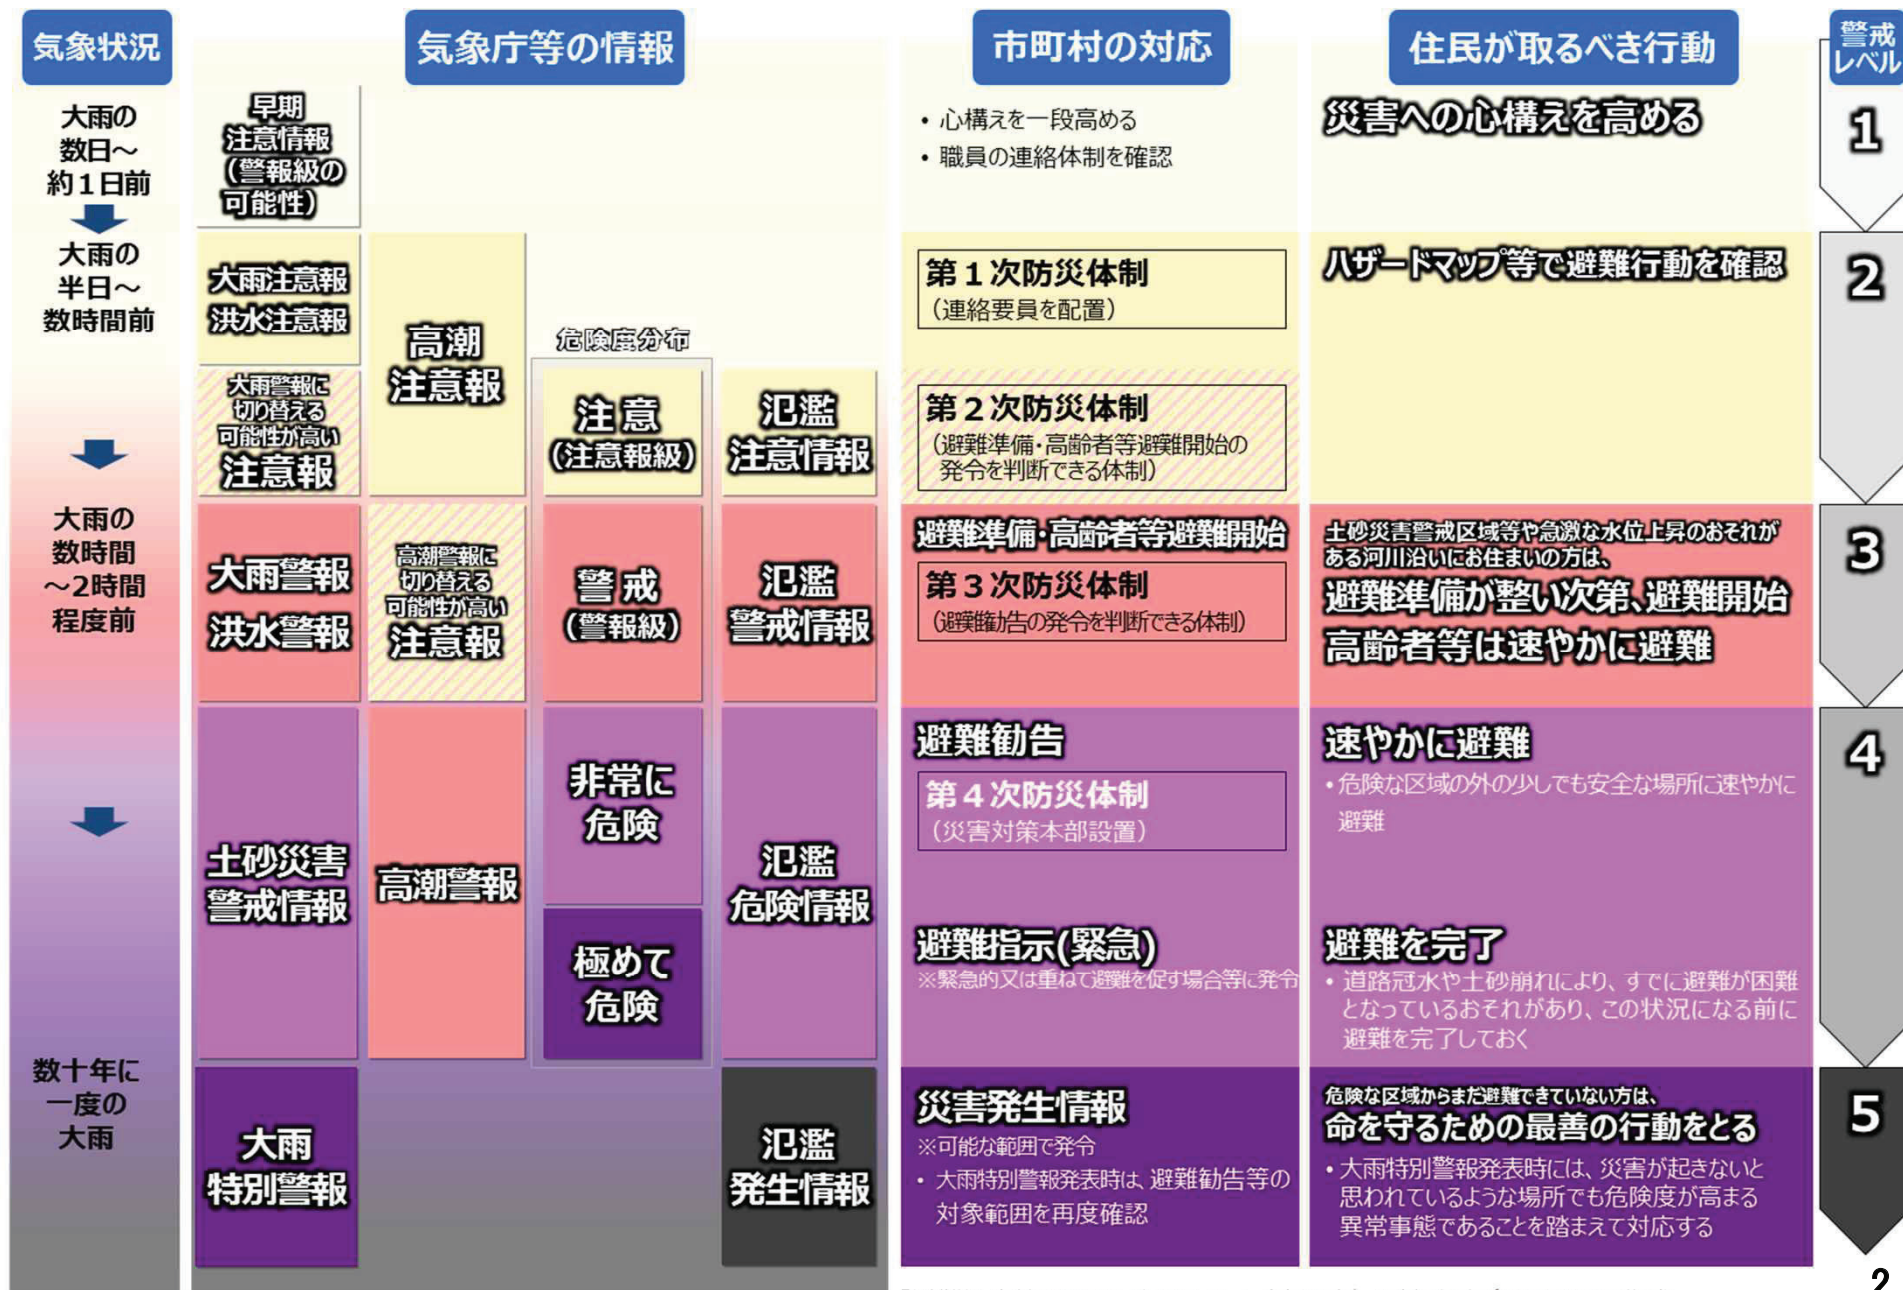 気象状況
気象庁等の情報
市町村の対応
住民が取るべき行動
警戒
レベル
大雨の
数日～
約１日前
早期
注意情報
（警報級の
可能性）
• 心構えを一段高める
• 職員の連絡体制を確認
災害への心構えを高める
1
大雨の
半日～
数時間前
大雨注意報
洪水注意報
大雨警報に
切り替える
可能性が高い
注意報
高潮
注意報
危険度分布
注意
（注意報級）
氾濫
注意情報
第１次防災体制
（連絡要員を配置）
第２次防災体制
（避難準備・高齢者等避難開始の
発令を判断できる体制）
ハザードマップ等で避難行動を確認
2
大雨の
数時間
～2時間
程度前
大雨警報
洪水警報
高潮警報に
切り替える
可能性が高い
注意報
警戒
（警報級）
氾濫
警戒情報
避難準備・高齢者等避難開始
第３次防災体制
（避難勧告の発令を判断できる体制）
土砂災害警戒区域等や急激な水位上昇のおそれが
ある河川沿いにお住まいの方は、
避難準備が整い次第、避難開始
高齢者等は速やかに避難
3
土砂災害
警戒情報
高潮警報
非常に
危険
極めて
危険
氾濫
危険情報
避難勧告
第４次防災体制
（災害対策本部設置）
避難指示(緊急)
※緊急的又は重ねて避難を促す場合等に発令
速やかに避難
• 危険な区域の外の少しでも安全な場所に速やかに
避難
避難を完了
• 道路冠水や土砂崩れにより、すでに避難が困難
となっているおそれがあり、この状況になる前に
避難を完了しておく
4
数十年に
一度の
大雨
大雨
特別警報
氾濫
発生情報
災害発生情報
※可能な範囲で発令
• 大雨特別警報発表時は、避難勧告等の
対象範囲を再度確認
危険な区域からまだ避難できていない方は、
命を守るための最善の行動をとる
• 大雨特別警報発表時には、災害が起きないと
思われているような場所でも危険度が高まる
異常事態であることを踏まえて対応する
5
2